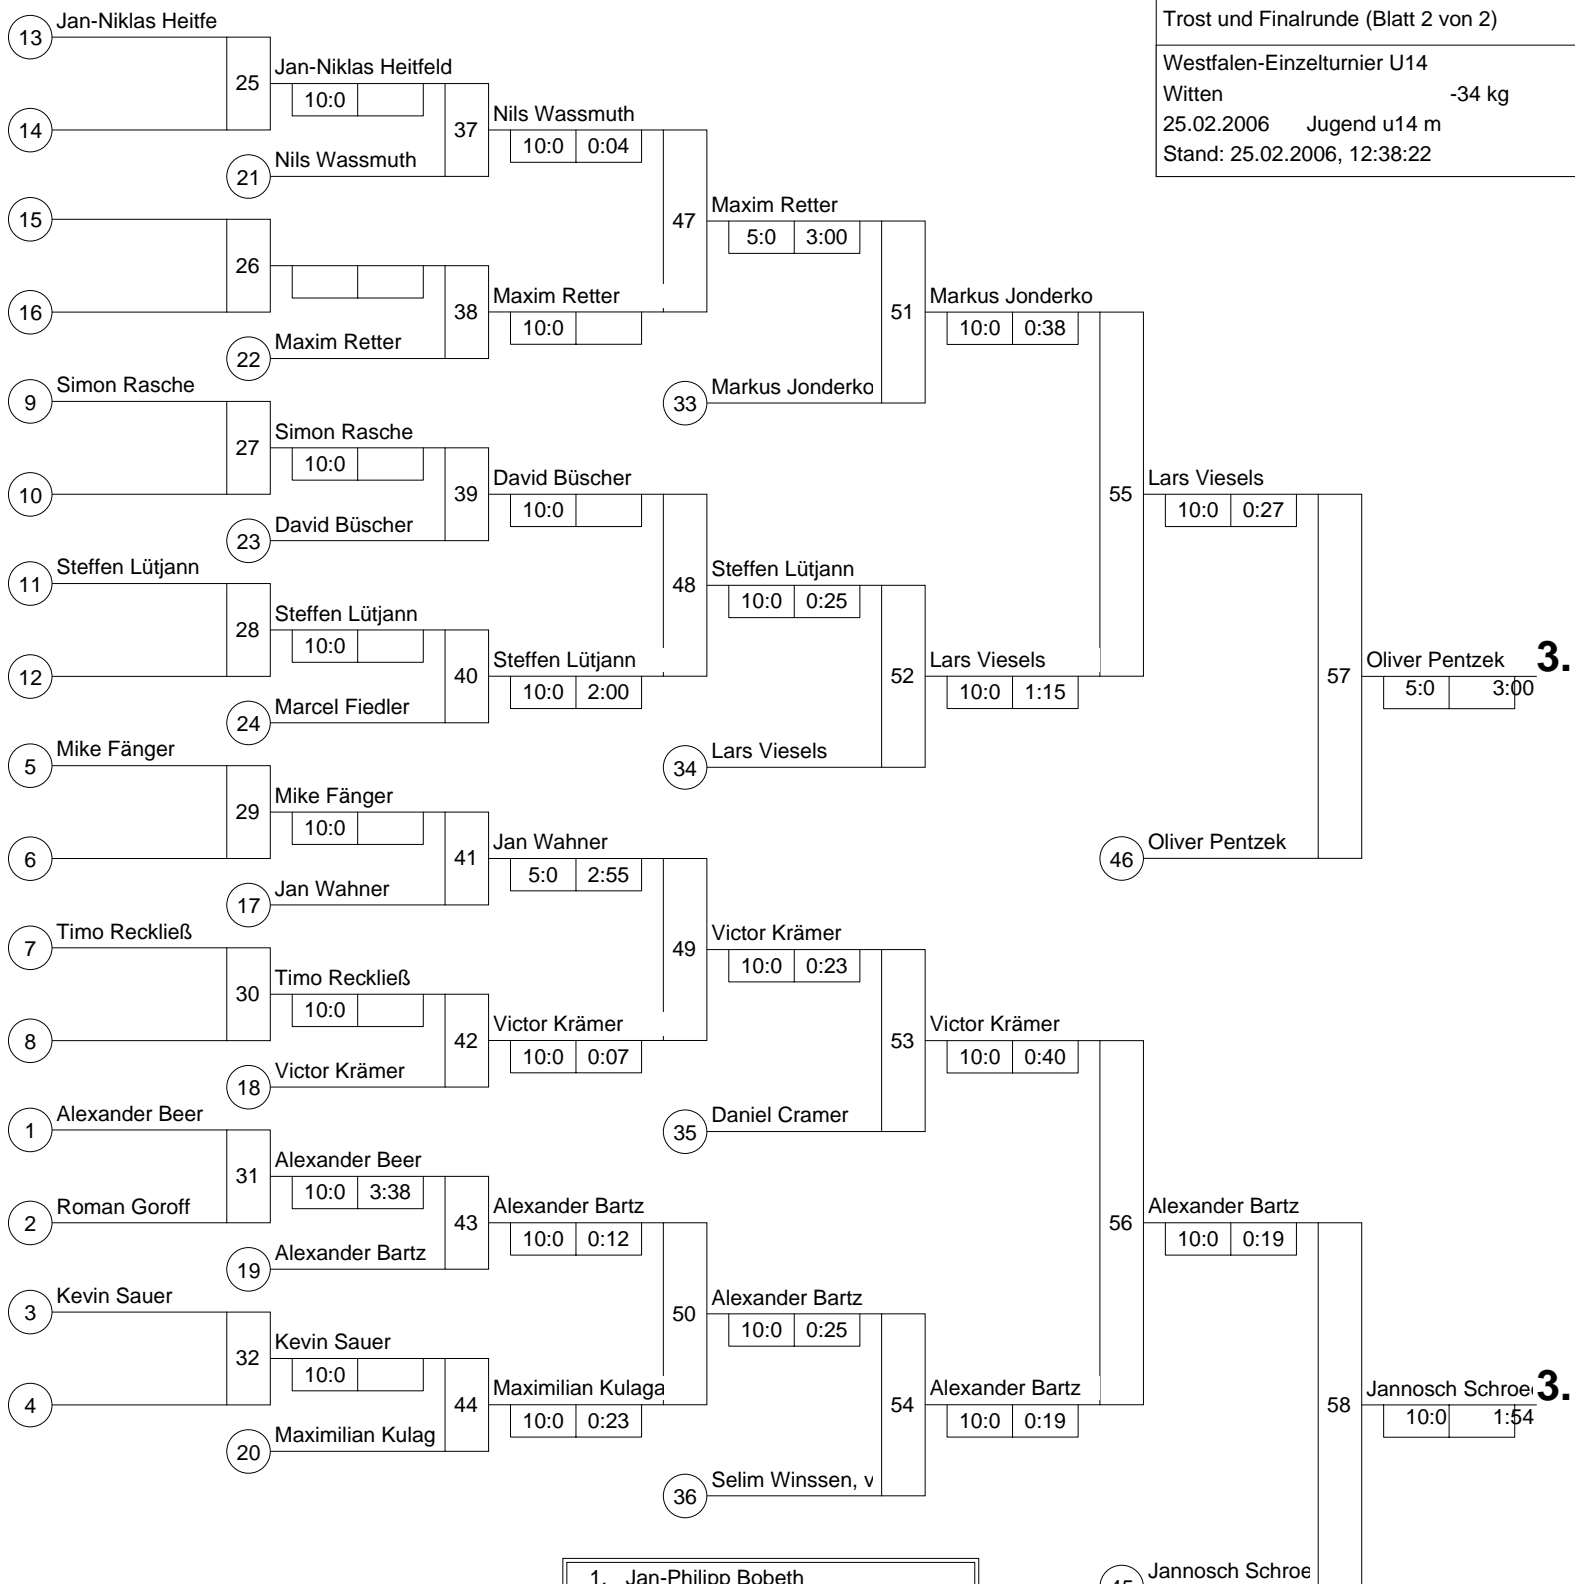 Trost und Finalrunde (Blatt 2 von 2)
Westfalen-Einzelturnier U14
Witten -34 kg
25.02.2006 Jugend u14 m
Stand: 25.02.2006, 12:38:22
13 Jan-Niklas Heitfe
14
25 Jan-Niklas Heitfeld
10:0
21 Nils Wassmuth
37 Nils Wassmuth
10:0 0:04
15
16
26
22 Maxim Retter
38 Maxim Retter
10:0
47 Maxim Retter
5:0 3:00
33 Markus Jonderko
51 Markus Jonderko
10:0 0:38
9 Simon Rasche
10
27 Simon Rasche
10:0
23 David Büscher
39 David Büscher
10:0
11 Steffen Lütjann
12
28 Steffen Lütjann
10:0
24 Marcel Fiedler
40 Steffen Lütjann
10:0 2:00
48 Steffen Lütjann
10:0 0:25
34 Lars Viesels
52 Lars Viesels
10:0 1:15
55 Lars Viesels
10:0 0:27
46 Oliver Pentzek
57 Oliver Pentzek 3.
5:0 3:00
5 Mike Fänger
6
29 Mike Fänger
10:0
17 Jan Wahner
41 Jan Wahner
5:0 2:55
7 Timo Reckließ
8
30 Timo Reckließ
10:0
18 Victor Krämer
42 Victor Krämer
10:0 0:07
49 Victor Krämer
10:0 0:23
35 Daniel Cramer
53 Victor Krämer
10:0 0:40
1 Alexander Beer
2 Roman Goroff
31 Alexander Beer
10:0 3:38
19 Alexander Bartz
43 Alexander Bartz
10:0 0:12
3 Kevin Sauer
4
32 Kevin Sauer
10:0
20 Maximilian Kulag
44 Maximilian Kulaga
10:0 0:23
50 Alexander Bartz
10:0 0:25
36 Selim Winssen, v
54 Alexander Bartz
10:0 0:19
56 Alexander Bartz
10:0 0:19
58 Jannosch Schroe 3.
10:0 1:54
45 Jannosch Schroe
1. Jan-Philipp Bobeth